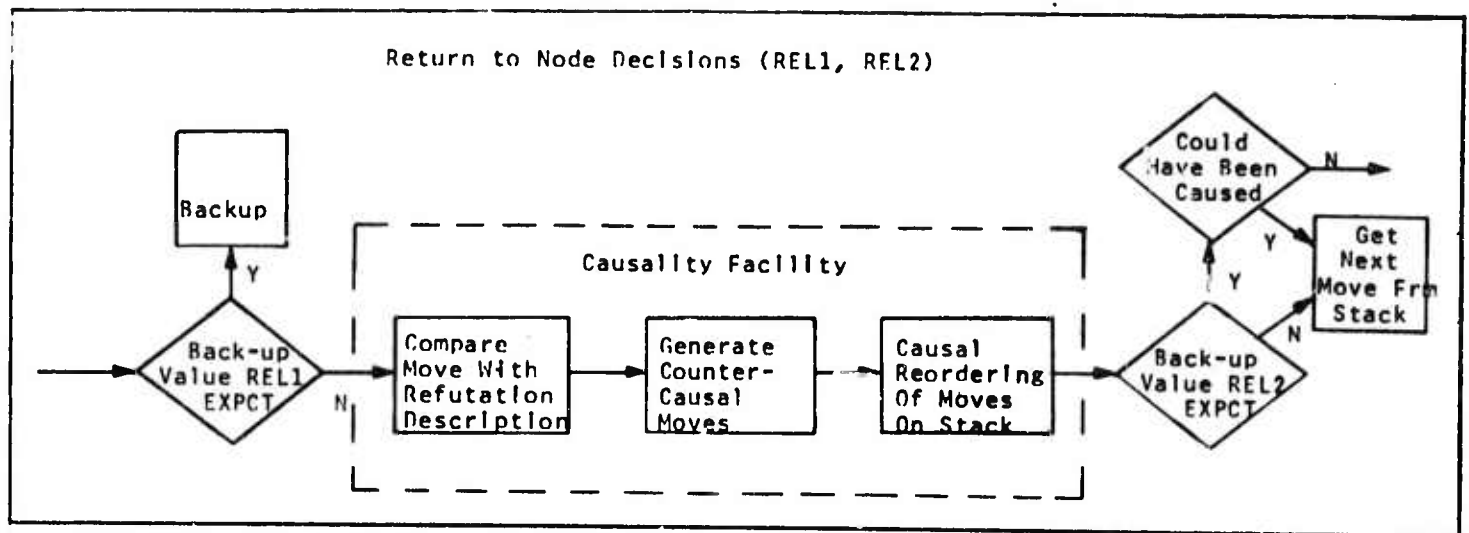 Return to Node Decisions (REL1, REL2)
Backup
Y
Back-up
Value REL1
EXPCT
N
Causality Facility
Compare
Move With
Refutation
Description
Generate
Counter-
Causal
Moves
Causal
Reordering
Of Moves
On Stack
Back-up
Value REL2
EXPCT
Y
N
Could
Have Been
Caused
N
Y
Get
Next
Move Frm
Stack